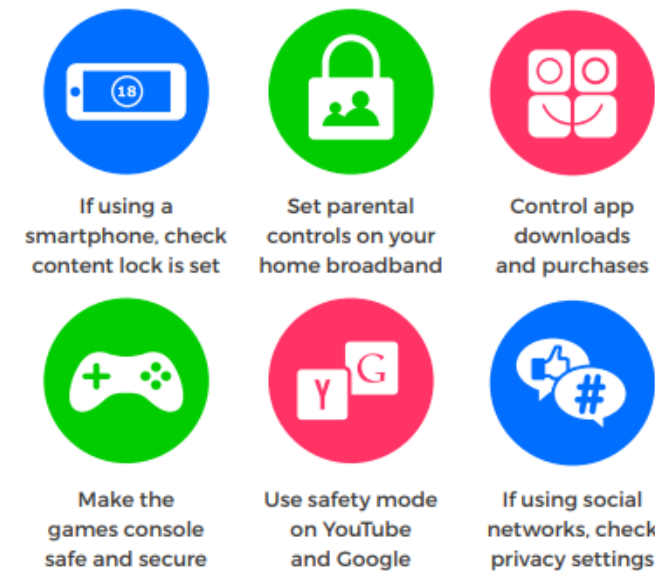 18
If using a
smartphone, check
content lock is set
Set parental
controls on your
home broadband
Control app
downloads
and purchases
Make the
games console
safe and secure
Y G
Use safety mode
on YouTube
and Google
#
If using social
networks, check
privacy settings